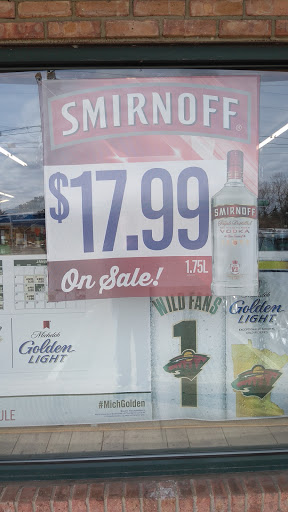 SMIRNOFF
$17.99
SMIRNOFF
VODKA
On Sale!
1.75L
WILD FANS
1
Michelob
Golden
LIGHT
Golden
LIGHT
#MichGolden
ULE